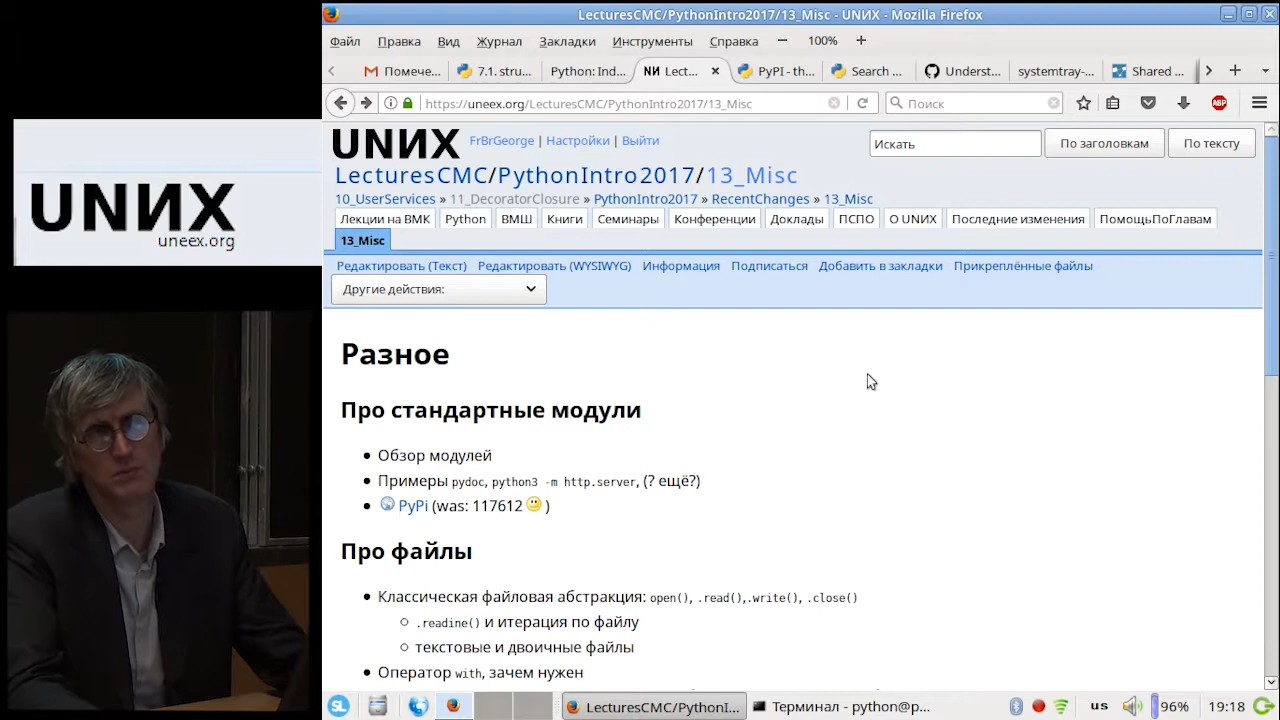 LecturesCMC/PythonIntro2017/13_Misc - UNИX - Mozilla Firefox
Файл Правка Вид Журнал Закладки Инструменты Справка − 100% +
Помече... 7.1. stru... Python: Ind... NИ Lect... PyPI - th... Search ... Underst... systemtray-... Shared ...
https://uneex.org/LecturesCMC/PythonIntro2017/13_Misc Поиск ABP
UNИX FrBrGeorge | Настройки | Выйти Искать По заголовкам По тексту
LecturesCMC/PythonIntro2017/13_Misc
10_UserServices » 11_DecoratorClosure » PythonIntro2017 » RecentChanges » 13_Misc
Лекции на ВМК Python ВМШ Книги Семинары Конференции Доклады ПСПО О UNИX Последние изменения ПомощьПоГлавам
13_Misc
Редактировать (Текст) Редактировать (WYSIWYG) Информация Подписаться Добавить в закладки Прикреплённые файлы
Другие действия:
Разное
Про стандартные модули
Обзор модулей
Примеры pydoc, python3 -m http.server, (? ещё?)
PyPi (was: 117612 )
Про файлы
Классическая файловая абстракция: open(), .read(),.write(), .close()
.readine() и итерация по файлу
текстовые и двоичные файлы
Оператор with, зачем нужен
LecturesCMC/PythonI... Терминал - python@p... us 96% 19:18
UNИX
uneex.org